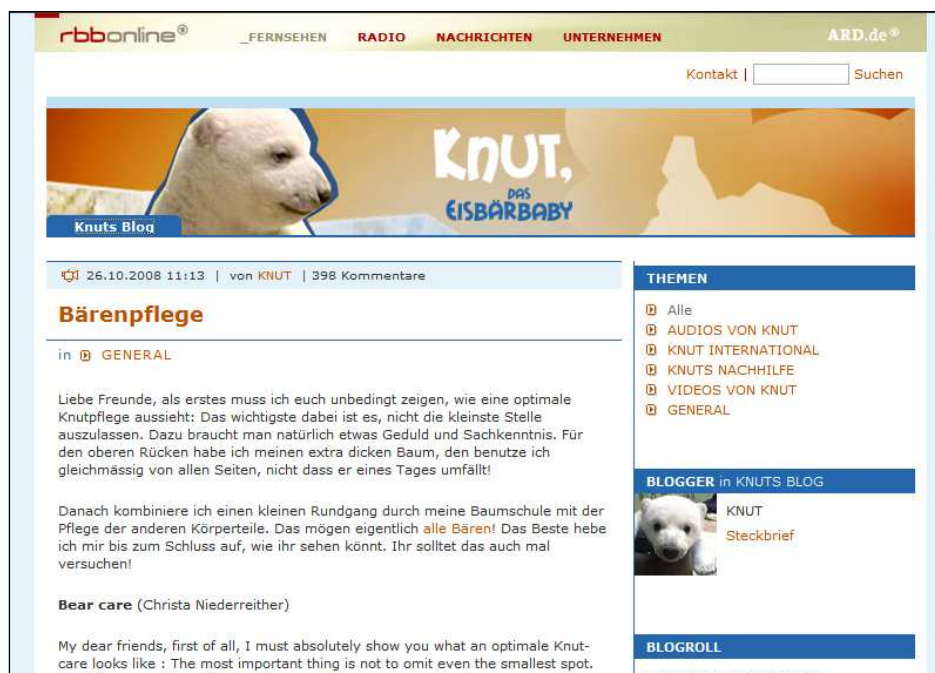 rbbonline®
_FERNSEHEN RADIO NACHRICHTEN UNTERNEHMEN ARD.de
Kontakt | Suchen
KNUT,
DAS
EISBÄRBABY
Knuts Blog
26.10.2008 11:13 | von KNUT | 398 Kommentare
Bärenpflege
in GENERAL
Liebe Freunde, als erstes muss ich euch unbedingt zeigen, wie eine optimale
Knutpflege aussieht: Das wichtigste dabei ist es, nicht die kleinste Stelle
auszulassen. Dazu braucht man natürlich etwas Geduld und Sachkenntnis. Für
den oberen Rücken habe ich meinen extra dicken Baum, den benutze ich
gleichmässig von allen Seiten, nicht dass er eines Tages umfällt!
Danach kombiniere ich einen kleinen Rundgang durch meine Baumschule mit der
Pflege der anderen Körperteile. Das mögen eigentlich alle Bären! Das Beste hebe
ich mir bis zum Schluss auf, wie ihr sehen könnt. Ihr solltet das auch mal
versuchen!
Bear care (Christa Niederreither)
My dear friends, first of all, I must absolutely show you what an optimale Knut-
care looks like : The most important thing is not to omit even the smallest spot.
THEMEN
Alle
AUDIOS VON KNUT
KNUT INTERNATIONAL
KNUTS NACHHILFE
VIDEOS VON KNUT
GENERAL
BLOGGER in KNUTS BLOG
KNUT
Steckbrief
BLOGROLL